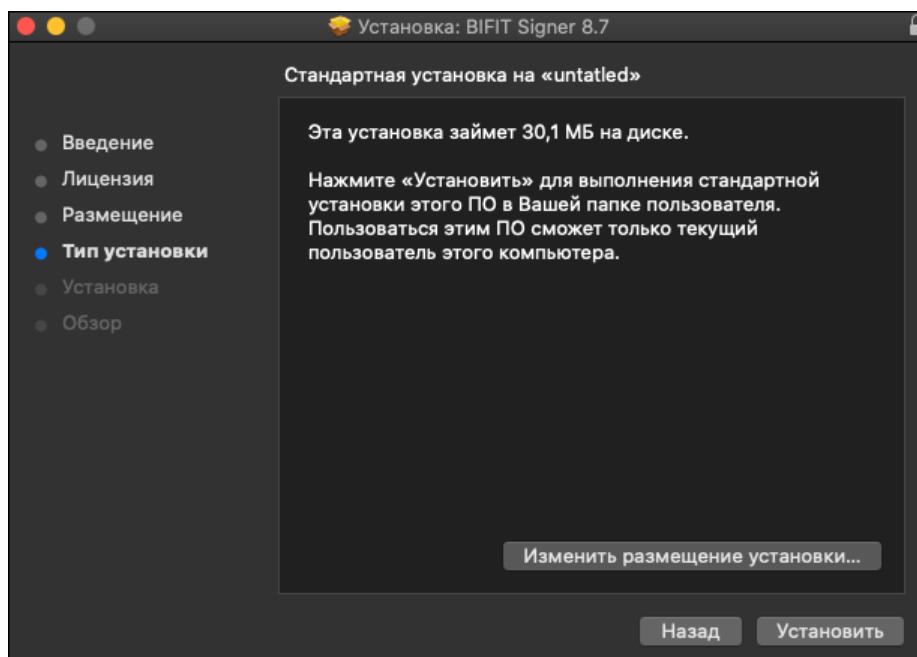 Установка: BIFIT Signer 8.7
Стандартная установка на «untatled»
Введение
Лицензия
Размещение
Тип установки
Установка
Обзор
Эта установка займет 30,1 МБ на диске.
Нажмите «Установить» для выполнения стандартной
установки этого ПО в Вашей папке пользователя.
Пользоваться этим ПО сможет только текущий
пользователь этого компьютера.
Изменить размещение установки...
Назад
Установить